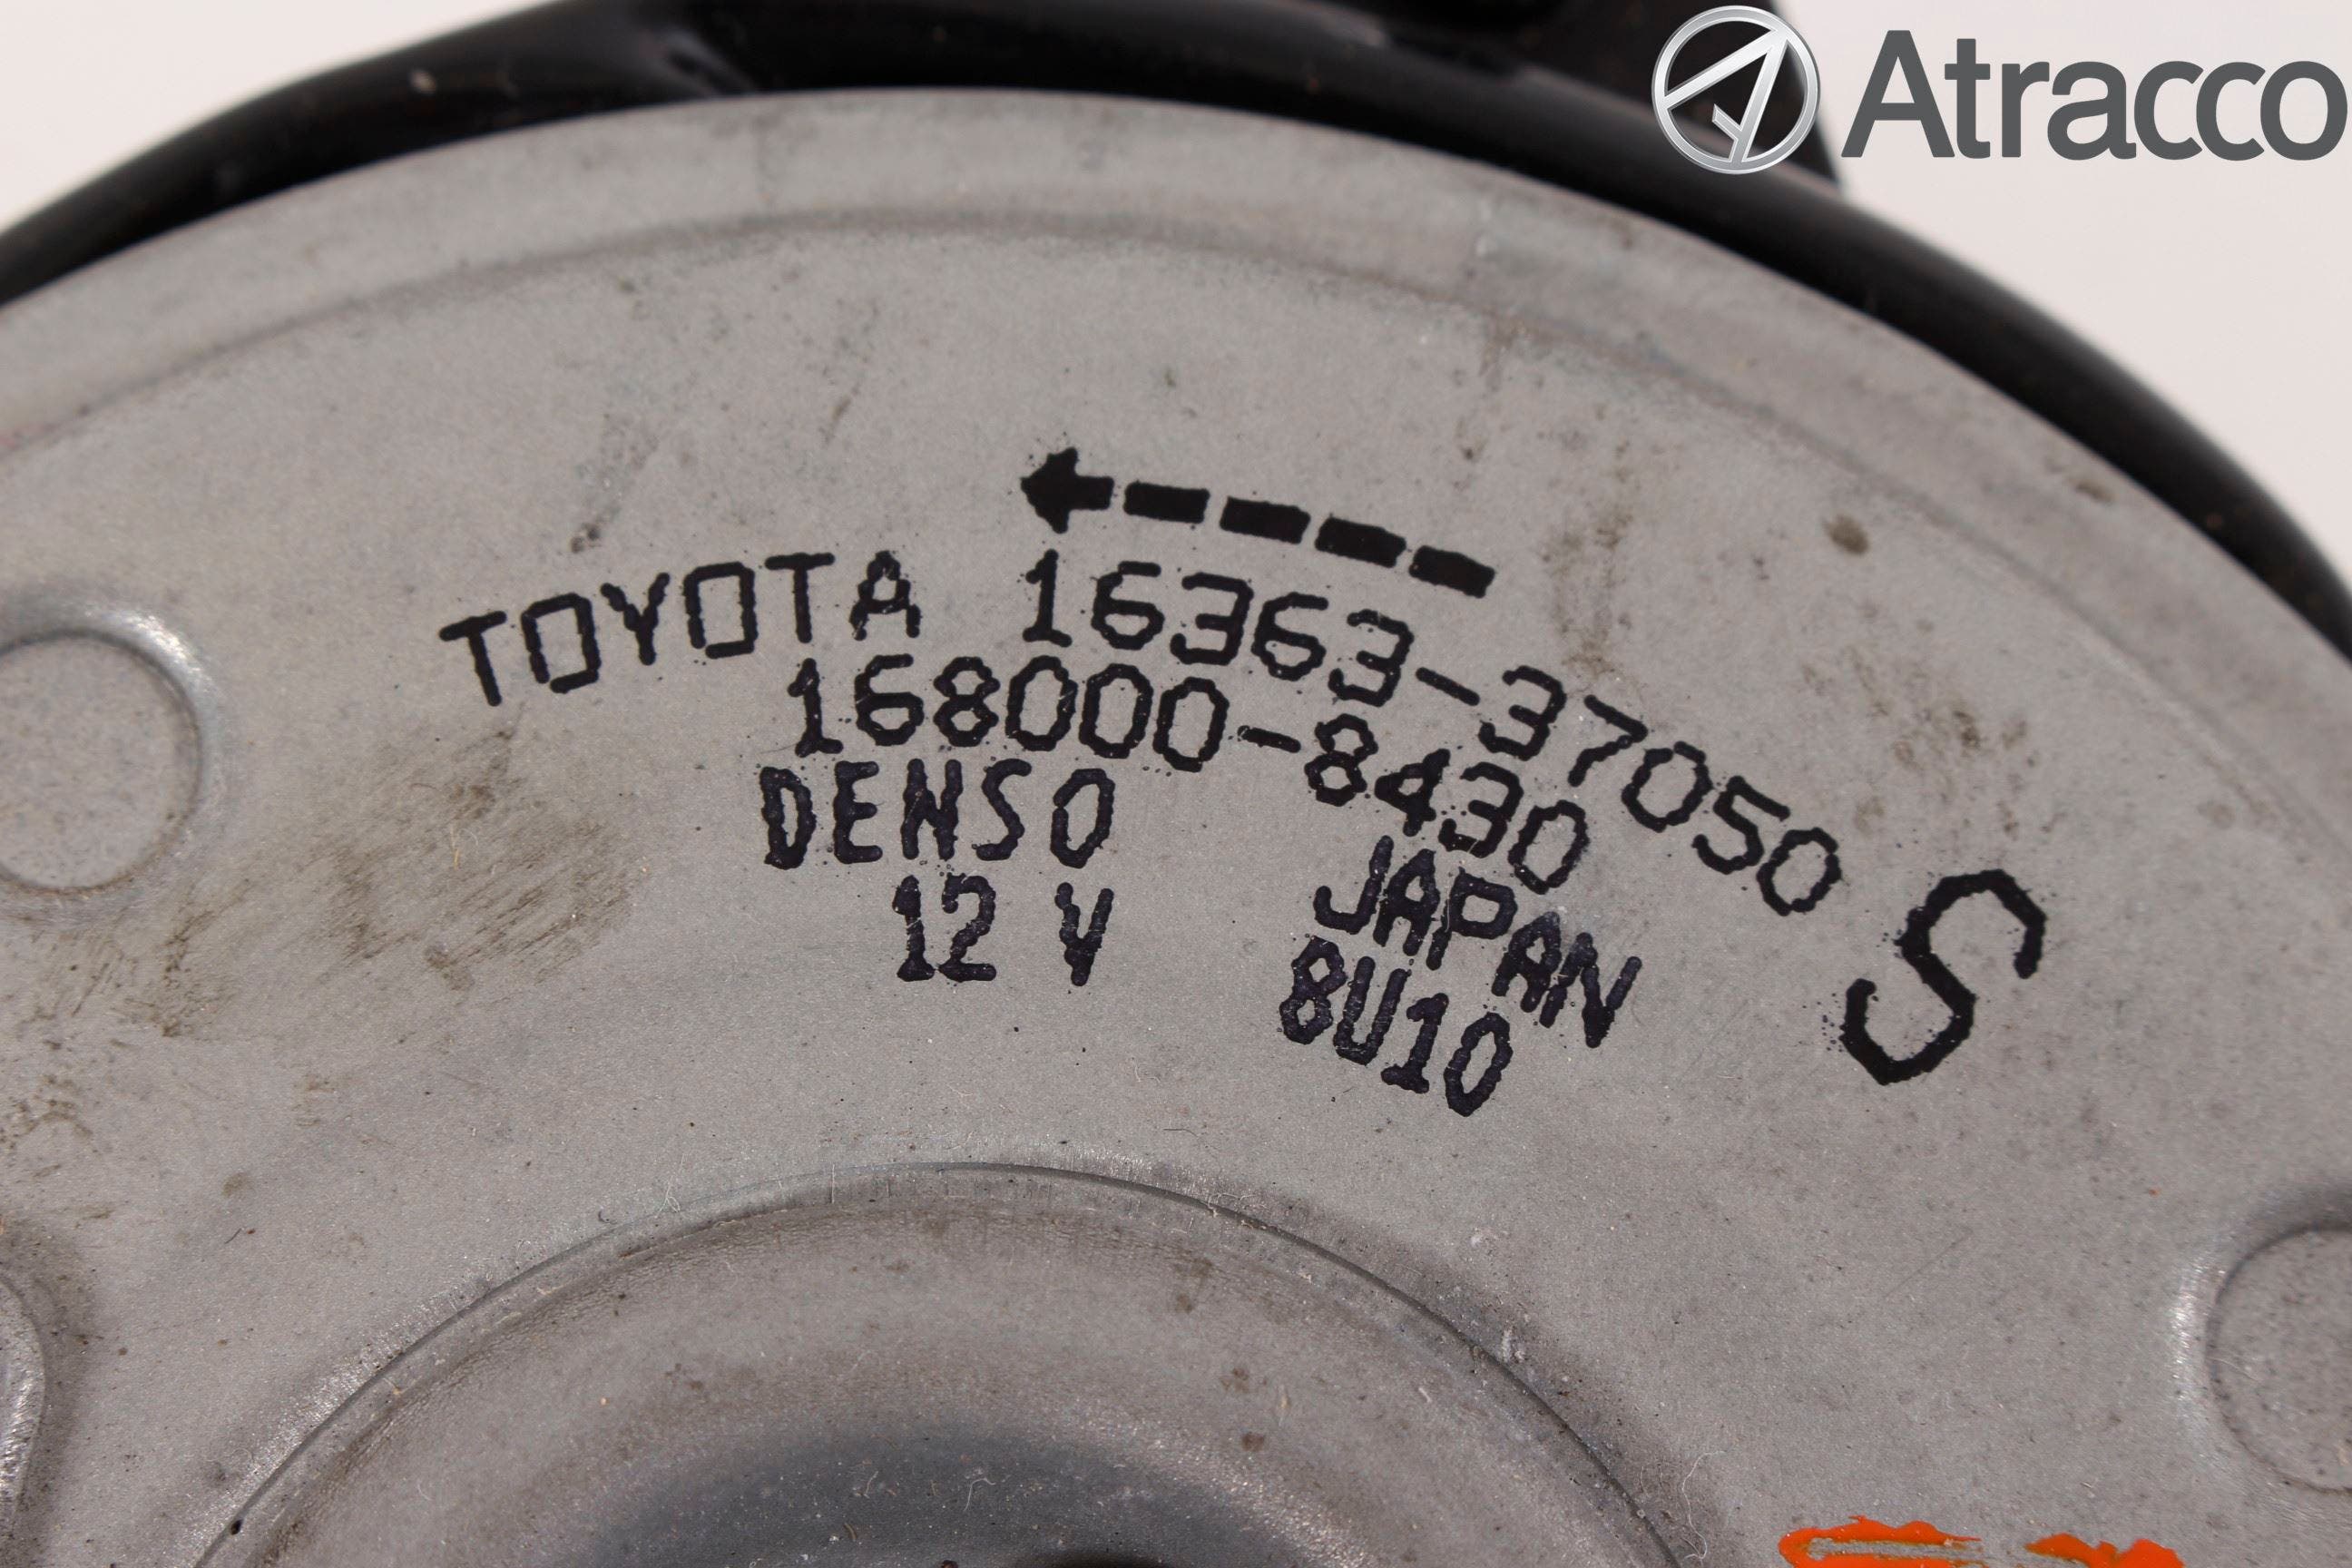 Atracco
TOYOTA 16363-37050 S
168000-8430
DENSO JAPAN
12 V 8U10